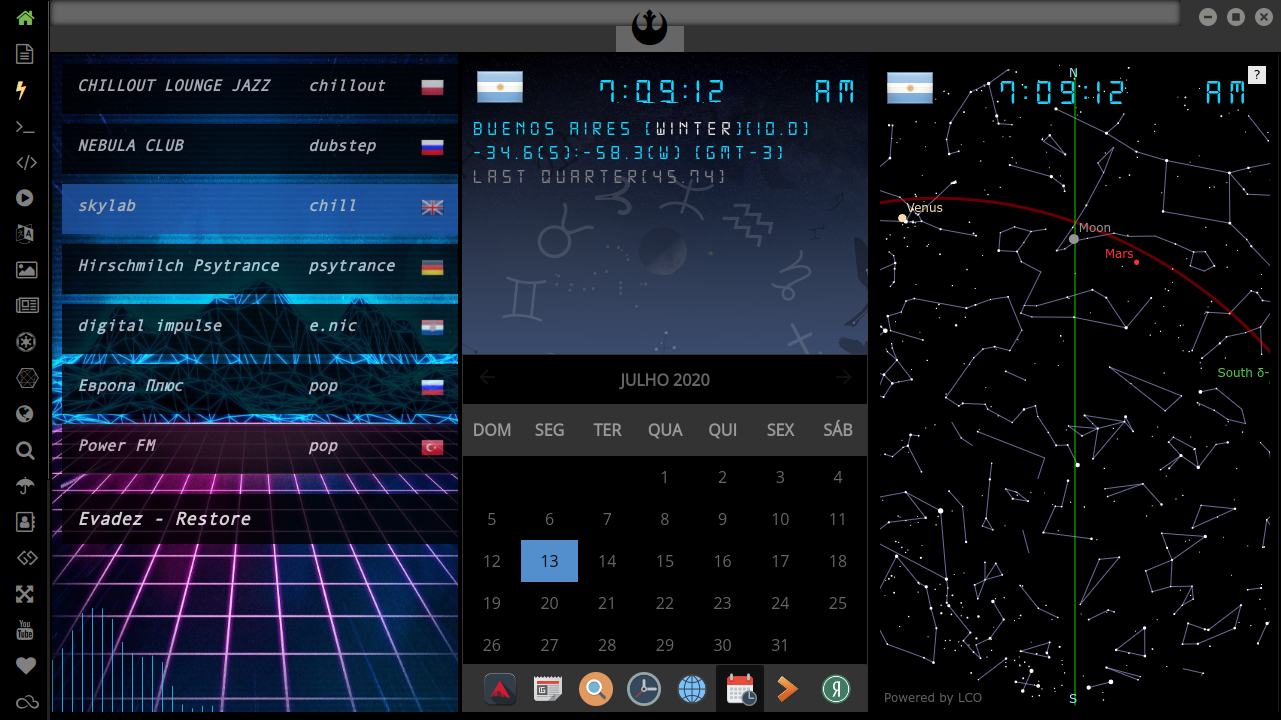 CHILLOUT LOUNGE JAZZ chillout
NEBULA CLUB dubstep
skylab chill
Hirschmilch Psytrance psytrance
digital impulse e.nic
Европа Плюс pop
Power FM pop
Evadez - Restore
You
Tube
7:09:12 AM
BUENOS AIRES [WINTER][10.0]
-34.6(S):-58.3(W) [GMT-3]
LAST QUARTER[45.74]
JULHO 2020
DOM SEG TER QUA QUI SEX SÁB
1 2 3 4
5 6 7 8 9 10 11
12 13 14 15 16 17 18
19 20 21 22 23 24 25
26 27 28 29 30 31
Я
N
?
7:09:12 AM
Venus
Moon
Mars
South δ-
S
Powered by LCO